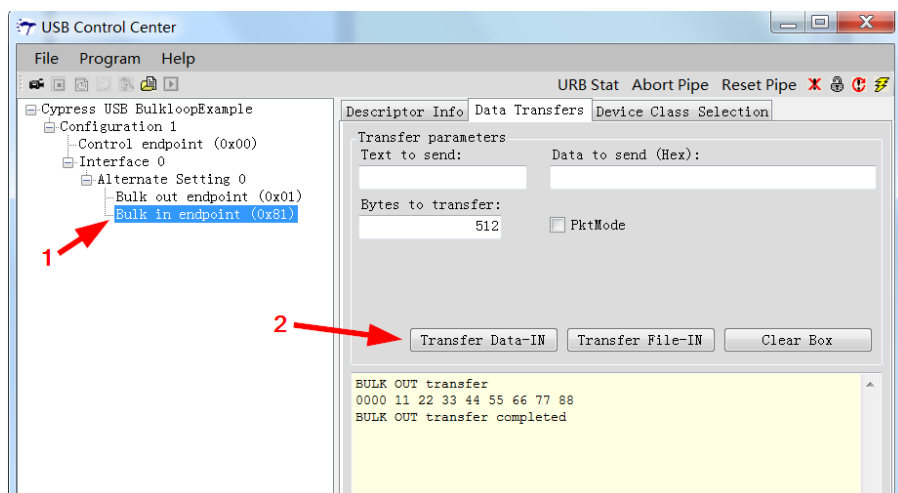 USB Control Center
File Program Help
URB Stat Abort Pipe Reset Pipe
Cypress USB BulkloopExample
Configuration 1
Control endpoint (0x00)
Interface 0
Alternate Setting 0
Bulk out endpoint (0x01)
Bulk in endpoint (0x81)
1
Descriptor Info Data Transfers Device Class Selection
Transfer parameters
Text to send: Data to send (Hex):
Bytes to transfer:
512 PktMode
2
Transfer Data-IN Transfer File-IN Clear Box
BULK OUT transfer
0000 11 22 33 44 55 66 77 88
BULK OUT transfer completed